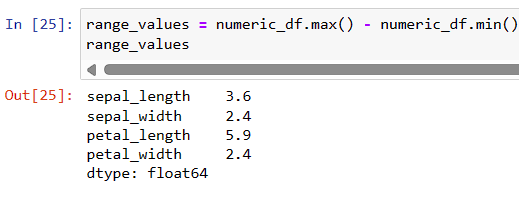 In [25]: range_values = numeric_df.max() - numeric_df.min()
range_values
Out[25]: sepal_length    3.6
sepal_width     2.4
petal_length    5.9
petal_width     2.4
dtype: float64